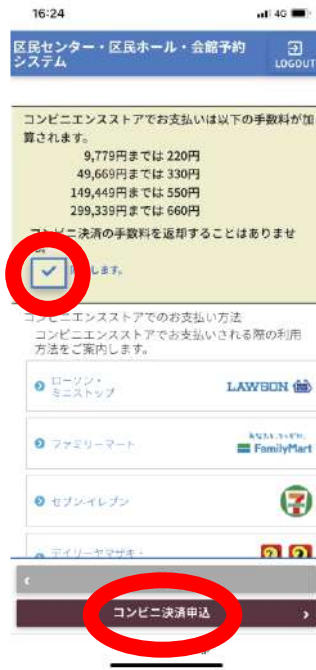 16:24
4G
区民センター・区民ホール・会館予約
システム
LOGOUT
コンビニエンスストアでお支払いは以下の手数料が加
算されます。
9,779円までは 220円
49,669円までは 330円
149,449円までは 550円
299,339円までは 660円
コンビニ決済の手数料を返却することはありませ
します。
コンビニエンスストアでのお支払い方法
コンビニエンスストアでお支払いされる際の利用
方法をご案内します。
ローソン・
ミニストップ
LAWSON
ファミリーマート
FamilyMart
セブン-イレブン
デイリーヤマザキ・
コンビニ決済申込